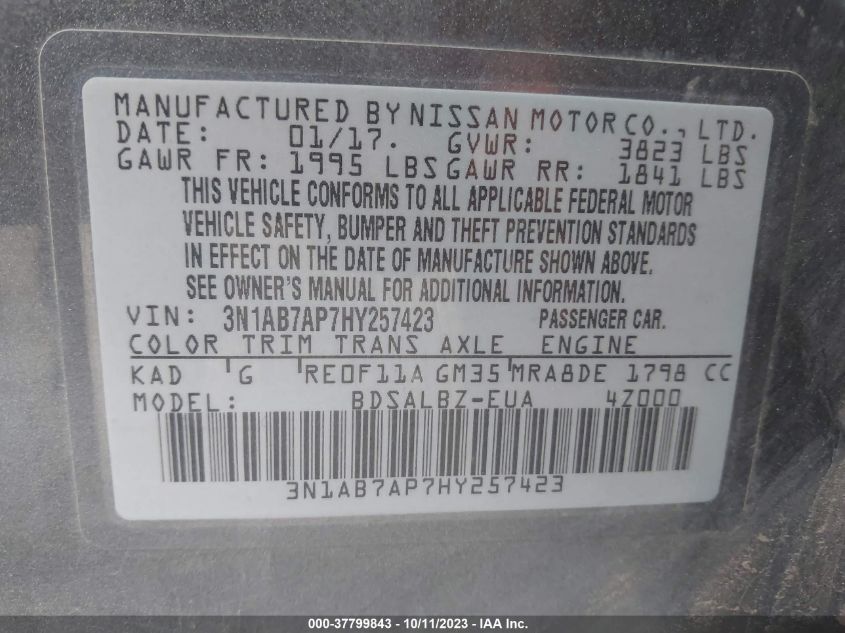 MANUFACTURED BY NISSAN MOTOR CO., LTD.
DATE: 01/17. GVWR: 3823 LBS
GAWR FR: 1995 LBS GAWR RR: 1841 LBS
THIS VEHICLE CONFORMS TO ALL APPLICABLE FEDERAL MOTOR
VEHICLE SAFETY, BUMPER AND THEFT PREVENTION STANDARDS
IN EFFECT ON THE DATE OF MANUFACTURE SHOWN ABOVE.
SEE OWNER'S MANUAL FOR ADDITIONAL INFORMATION.
VIN: 3N1AB7AP7HY257423 PASSENGER CAR.
COLOR TRIM TRANS AXLE ENGINE
KAD G RE0F11A GM35 MRA8DE 1798 CC
MODEL: BDSALBZ-EUA 4Z000
3N1AB7AP7HY257423
000-37799843 - 10/11/2023 - IAA Inc.